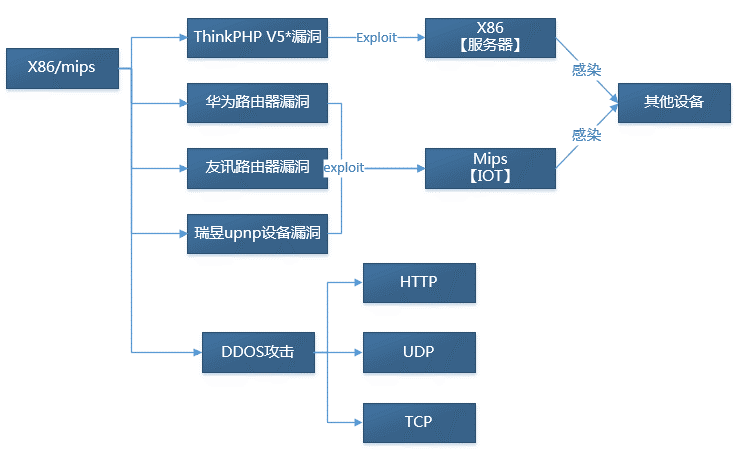 ThinkPHP V5*漏洞
Exploit
X86
【服务器】
感染
X86/mips
华为路由器漏洞
其他设备
感染
友讯路由器漏洞
exploit
Mips
【IOT】
瑞昱upnp设备漏洞
HTTP
DDOS攻击
UDP
TCP